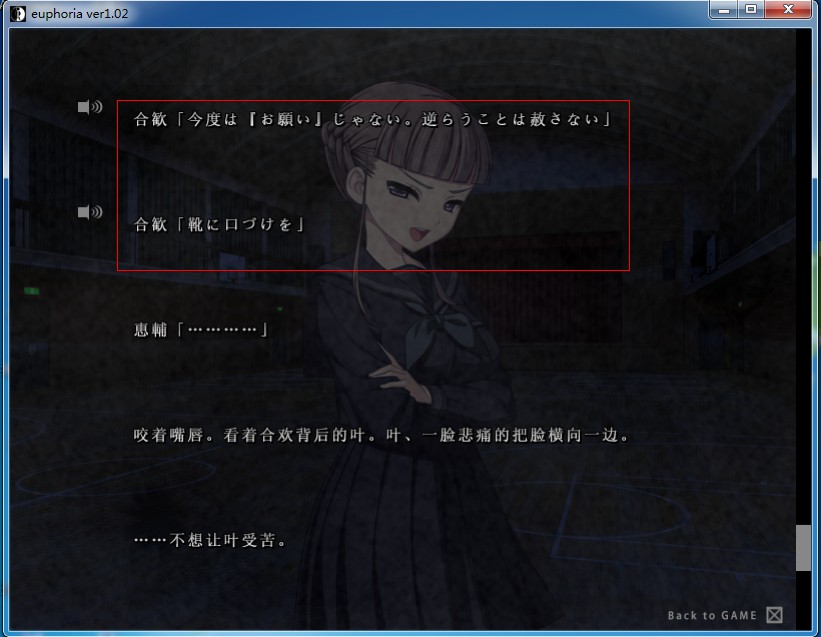 euphoria ver1.02
合歓「今度は『お願い』じゃない。逆らうことは赦さない」
合歓「靴に口づけを」
恵輔「…………」
咬着嘴唇。看着合欢背后的叶。叶、一脸悲痛的把脸横向一边。
……不想让叶受苦。
Back to GAME